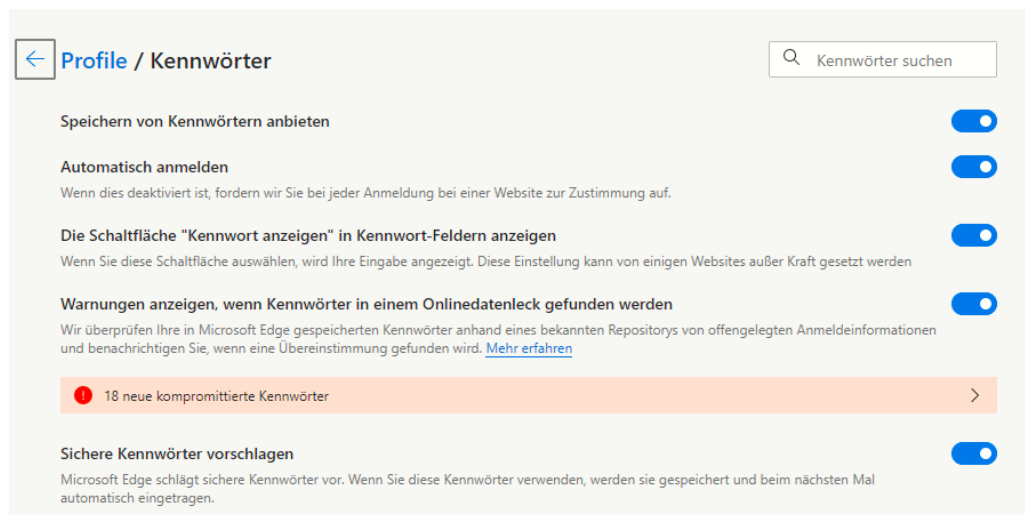 Profile / Kennwörter
Kennwörter suchen
Speichern von Kennwörtern anbieten
Automatisch anmelden
Wenn dies deaktiviert ist, fordern wir Sie bei jeder Anmeldung bei einer Website zur Zustimmung auf.
Die Schaltfläche "Kennwort anzeigen" in Kennwort-Feldern anzeigen
Wenn Sie diese Schaltfläche auswählen, wird Ihre Eingabe angezeigt. Diese Einstellung kann von einigen Websites außer Kraft gesetzt werden
Warnungen anzeigen, wenn Kennwörter in einem Onlinedatenleck gefunden werden
Wir überprüfen Ihre in Microsoft Edge gespeicherten Kennwörter anhand eines bekannten Repositorys von offengelegten Anmeldeinformationen
und benachrichtigen Sie, wenn eine Übereinstimmung gefunden wird. Mehr erfahren
18 neue kompromittierte Kennwörter
Sichere Kennwörter vorschlagen
Microsoft Edge schlägt sichere Kennwörter vor. Wenn Sie diese Kennwörter verwenden, werden sie gespeichert und beim nächsten Mal
automatisch eingetragen.